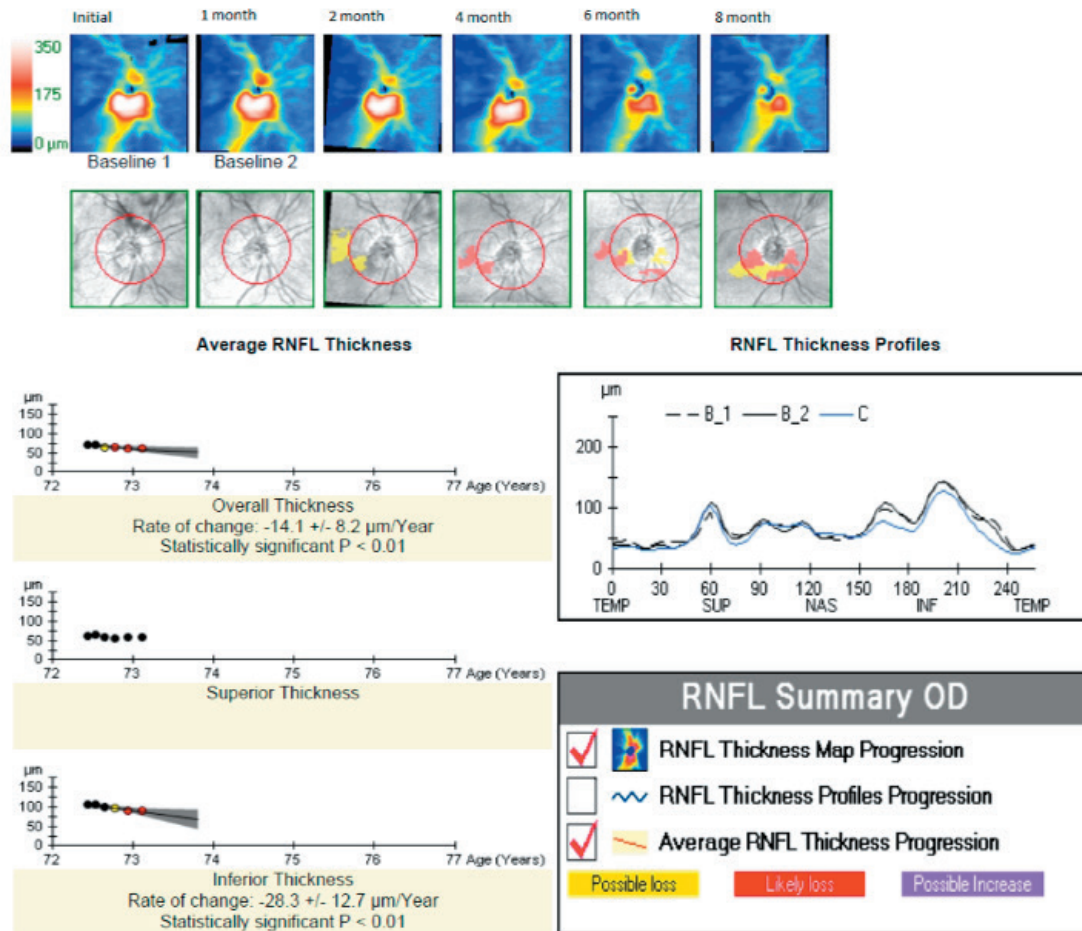 Initial 1 month 2 month 4 month 6 month 8 month
350
175
0 µm
Baseline 1 Baseline 2
Average RNFL Thickness
RNFL Thickness Profiles
µm
150
100
50
0
72 73 74 75 76 77 Age (Years)
Overall Thickness
Rate of change: -14.1 +/- 8.2 µm/Year
Statistically significant P < 0.01
µm
150
100
50
0
72 73 74 75 76 77 Age (Years)
Superior Thickness
µm
150
100
50
0
72 73 74 75 76 77 Age (Years)
Inferior Thickness
Rate of change: -28.3 +/- 12.7 µm/Year
Statistically significant P < 0.01
µm
B_1 B_2 C
200
100
0
0 30 60 90 120 150 180 210 240
TEMP SUP NAS INF TEMP
RNFL Summary OD
RNFL Thickness Map Progression
RNFL Thickness Profiles Progression
Average RNFL Thickness Progression
Possible loss Likely loss Possible Increase